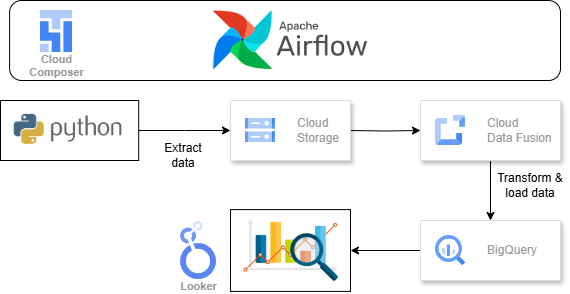 Cloud
Composer
Apache
Airflow
python
Extract
data
Cloud
Storage
Cloud
Data Fusion
Transform &
load data
Looker
BigQuery